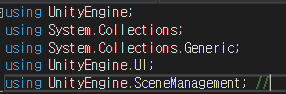 using UnityEngine;
using System.Collections;
using System.Collections.Generic;
using UnityEngine.UI;
using UnityEngine.SceneManagement; //